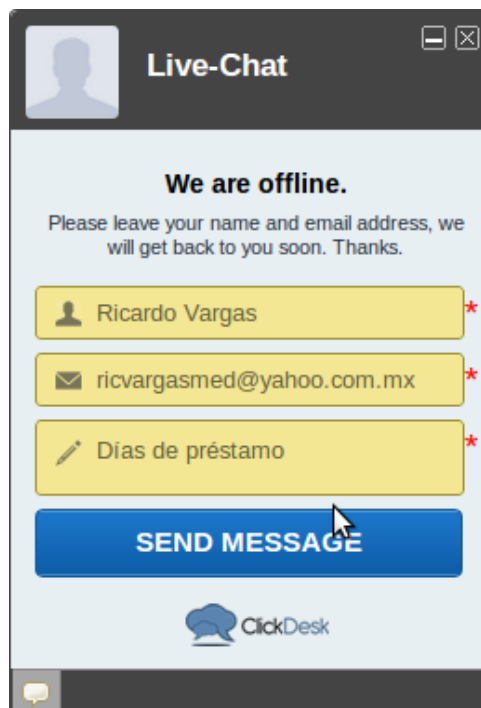 Live-Chat
We are offline.
Please leave your name and email address, we
will get back to you soon. Thanks.
Ricardo Vargas
*
ricvargasmed@yahoo.com.mx
*
Días de préstamo
*
SEND MESSAGE
ClickDesk